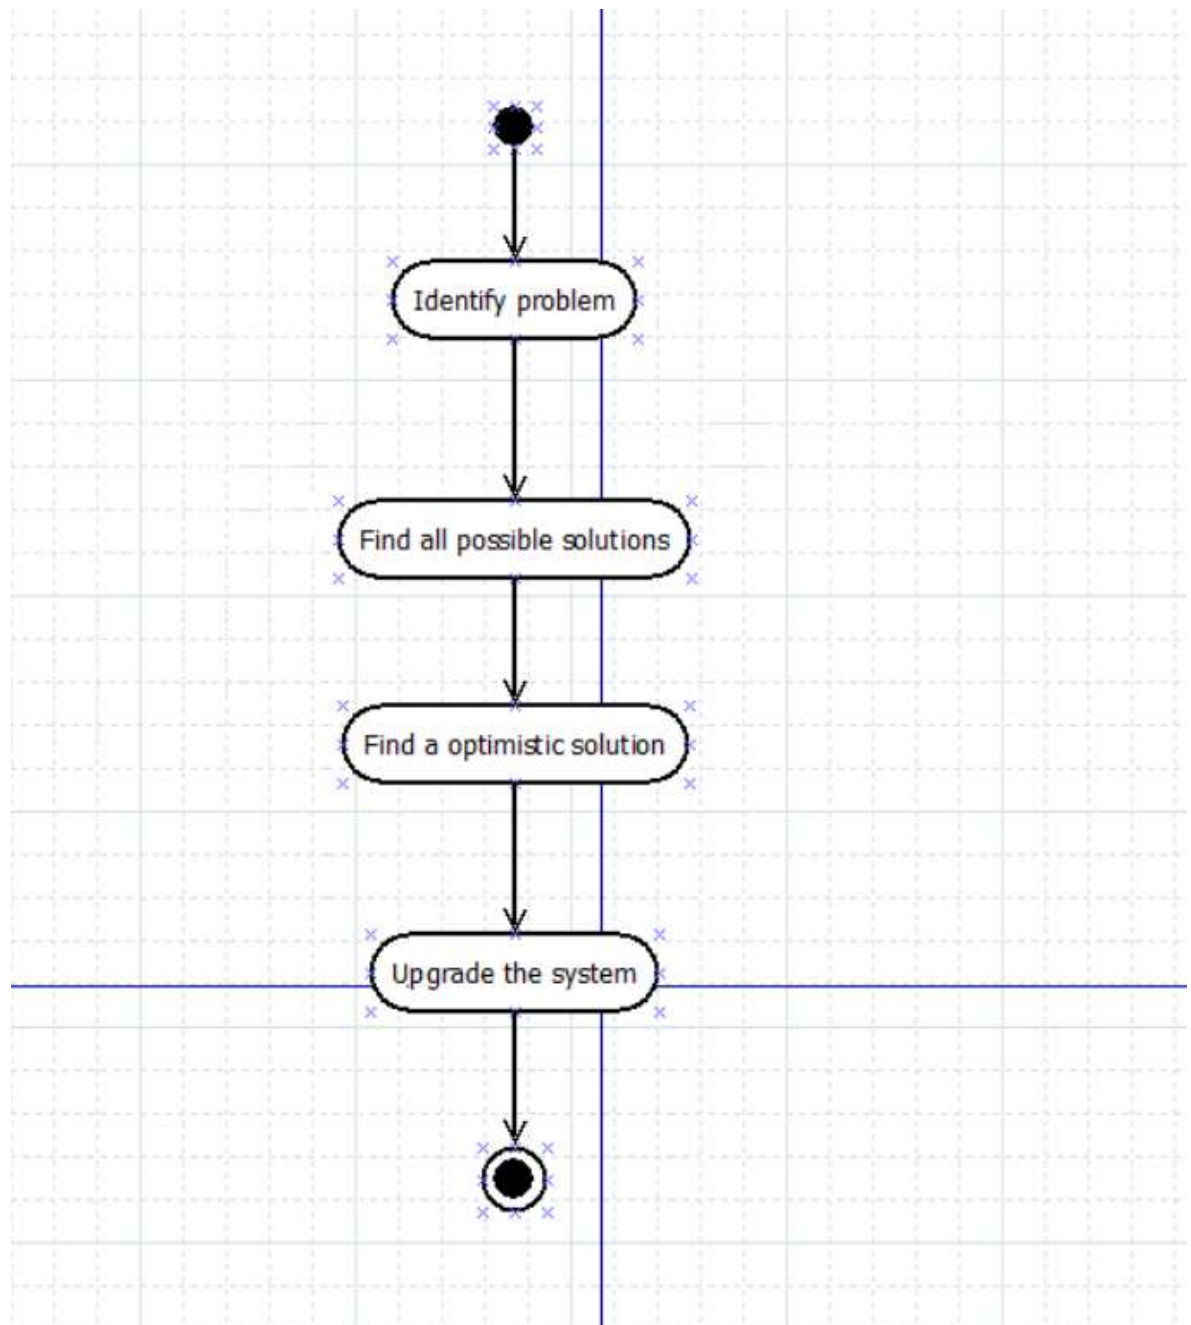 Identify problem
Find all possible solutions
Find a optimistic solution
Upgrade the system